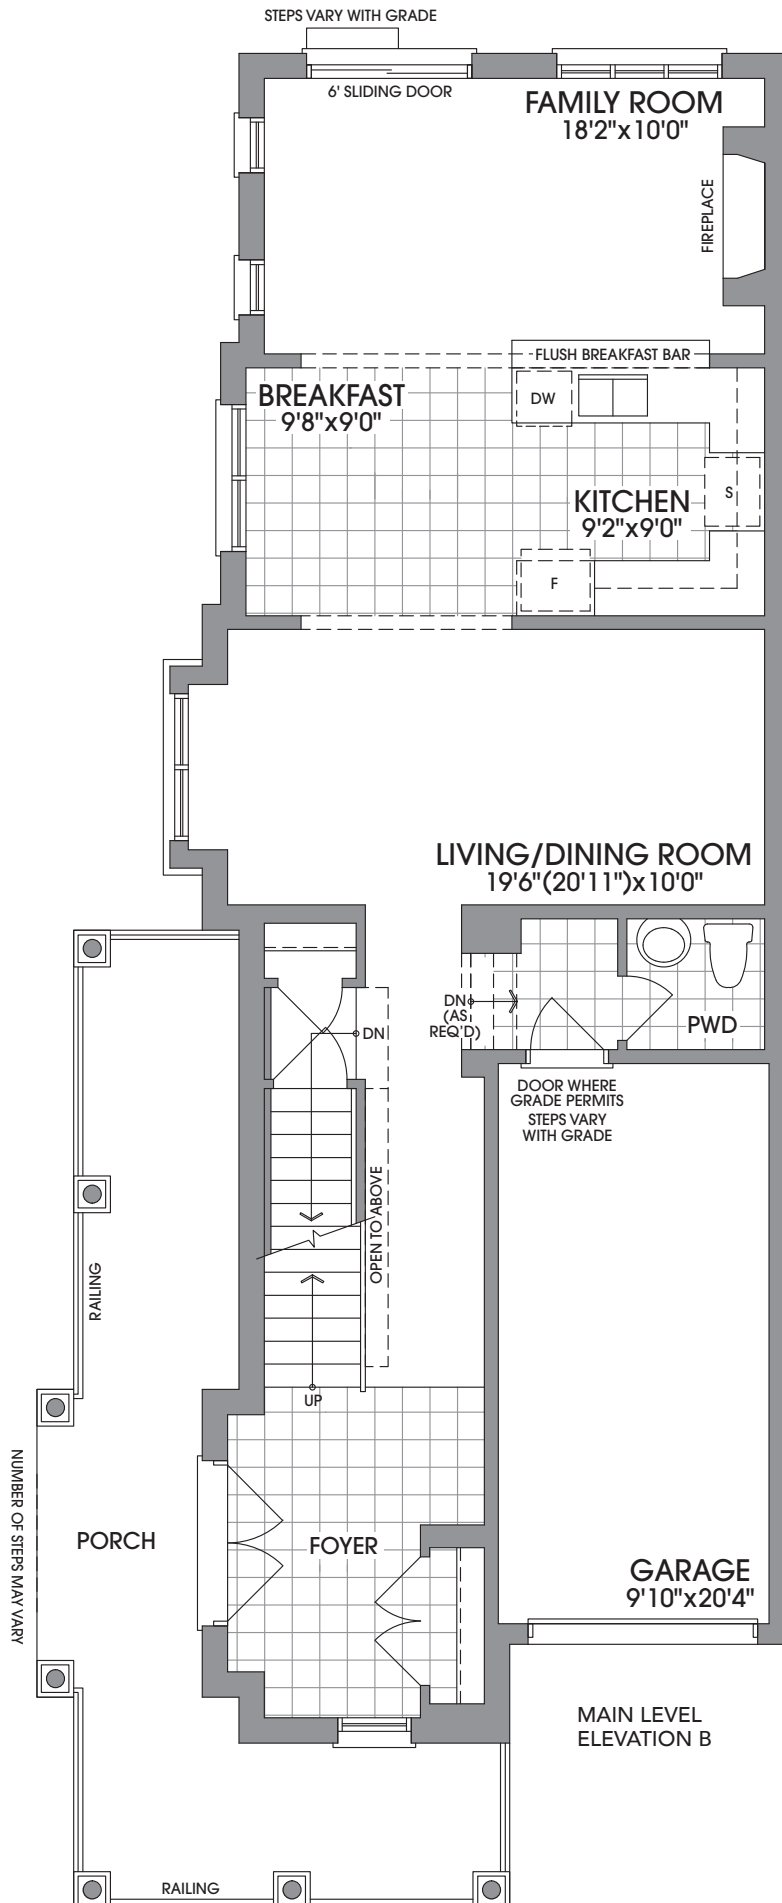 STEPS VARY WITH GRADE
6' SLIDING DOOR
FAMILY ROOM
18'2"x10'0"
FIREPLACE
FLUSH BREAKFAST BAR
BREAKFAST
9'8"x9'0"
DW
S
KITCHEN
9'2"x9'0"
F
LIVING/DINING ROOM
19'6"(20'11")x10'0"
DN
(AS
REQ'D)
DN
PWD
DOOR WHERE
GRADE PERMITS
STEPS VARY
WITH GRADE
OPEN TO ABOVE
RAILING
UP
NUMBER OF STEPS MAY VARY
PORCH
FOYER
GARAGE
9'10"x20'4"
MAIN LEVEL
ELEVATION B
RAILING